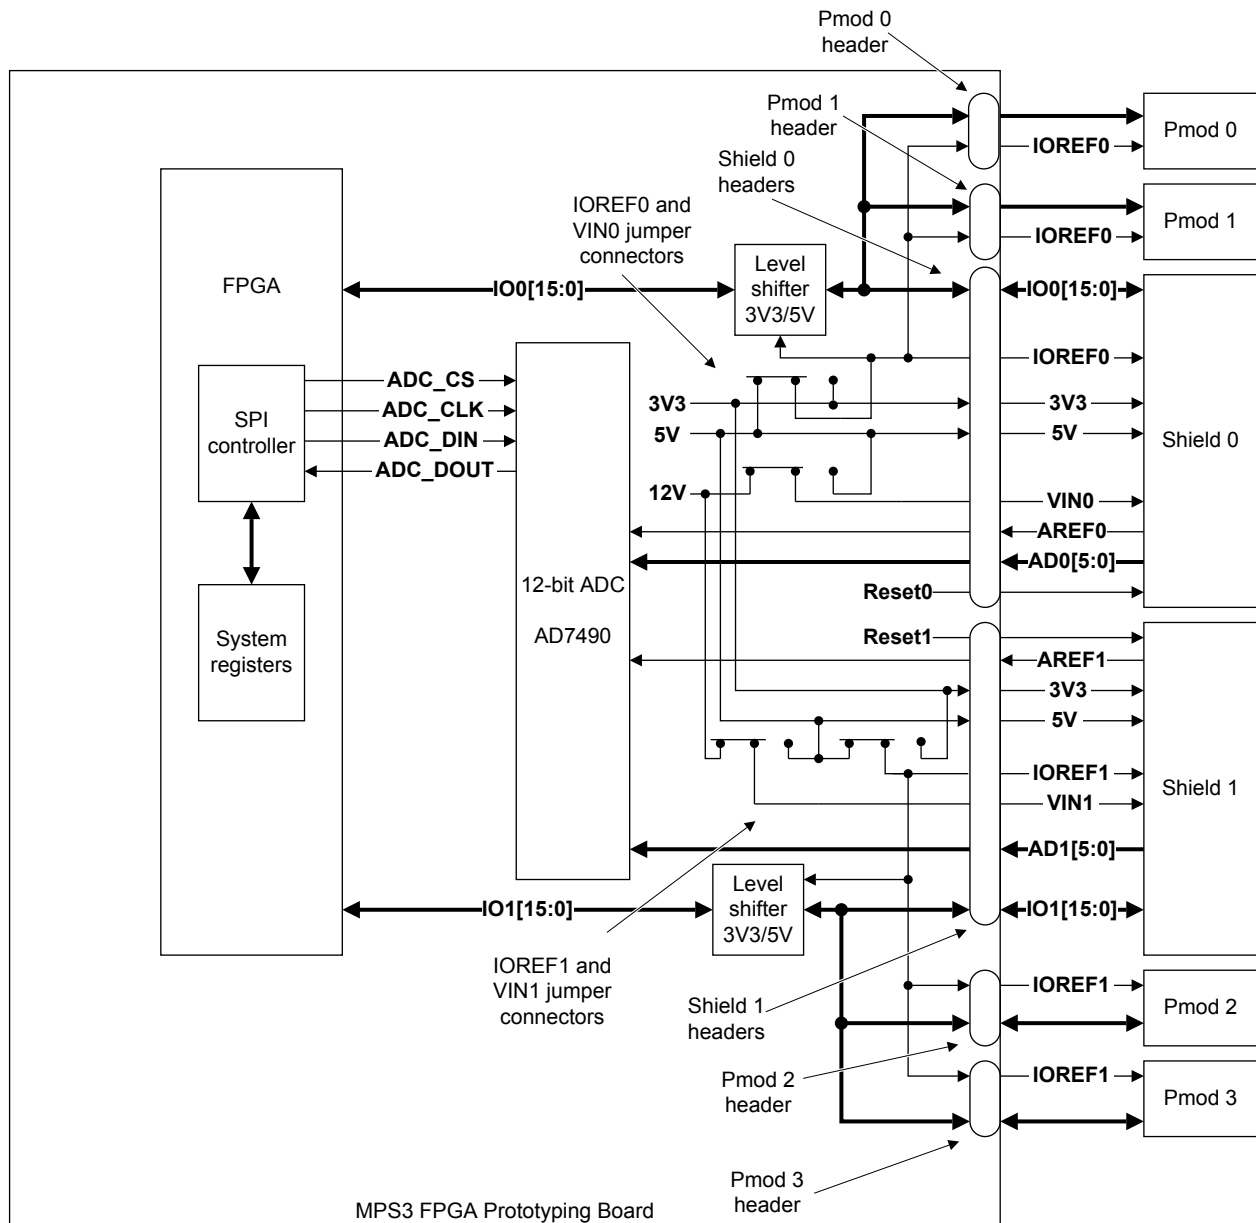 Pmod 0
header
Pmod 1
header
Pmod 0
IOREF0
Shield 0
headers
IOREF0 and
VIN0 jumper
connectors
Pmod 1
IOREF0
Level
shifter
3V3/5V
FPGA
IO0[15:0]
IO0[15:0]
IOREF0
SPI
controller
ADC_CS
ADC_CLK
ADC_DIN
ADC_DOUT
3V3
5V
12V
3V3
5V
Shield 0
VIN0
AREF0
AD0[5:0]
12-bit ADC
AD7490
Reset0
System
registers
Reset1
AREF1
3V3
5V
IOREF1
VIN1
Shield 1
AD1[5:0]
Level
shifter
3V3/5V
IO1[15:0]
IO1[15:0]
IOREF1 and
VIN1 jumper
connectors
Shield 1
headers
IOREF1
Pmod 2
Pmod 2
header
IOREF1
Pmod 3
Pmod 3
header
MPS3 FPGA Prototyping Board